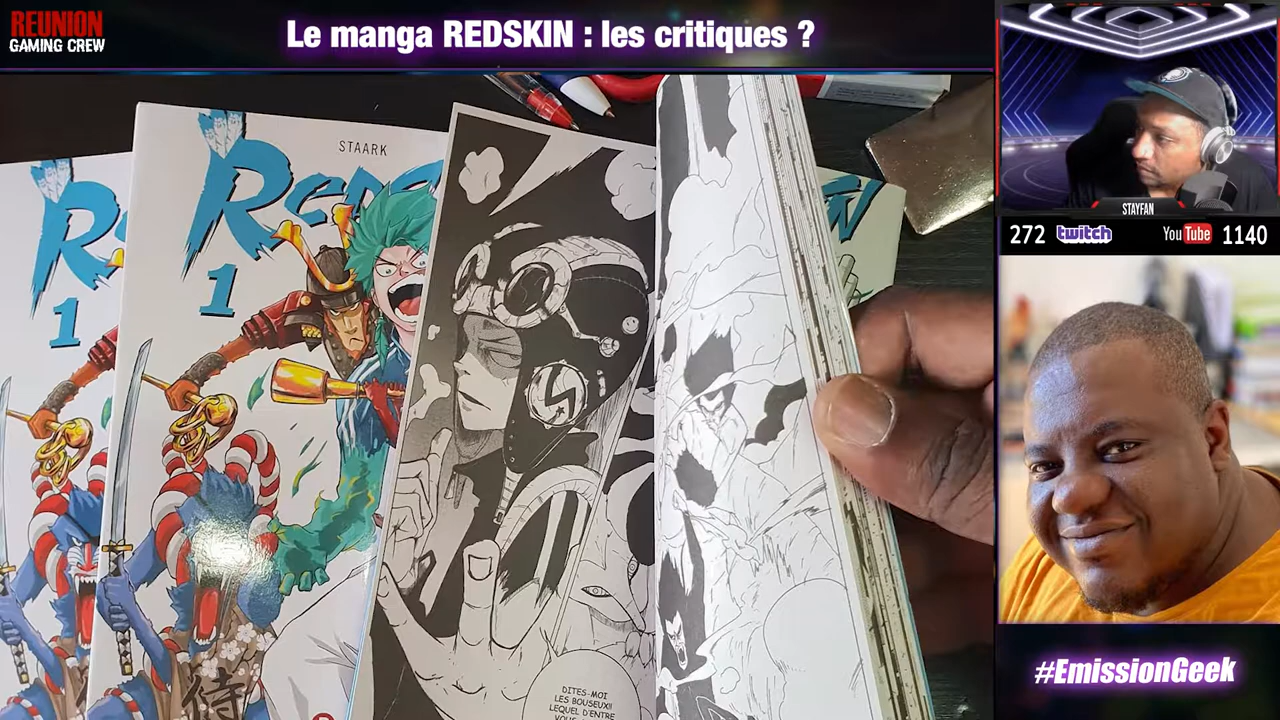 REUNION
GAMING CREW
Le manga REDSKIN : les critiques ?
STAARK
1
1
侍
DITES-MOI
LES BOUSEUX!!
LEQUEL D'ENTRE
STAYFAN
272 twitch YouTube 1140
#EmissionGeek